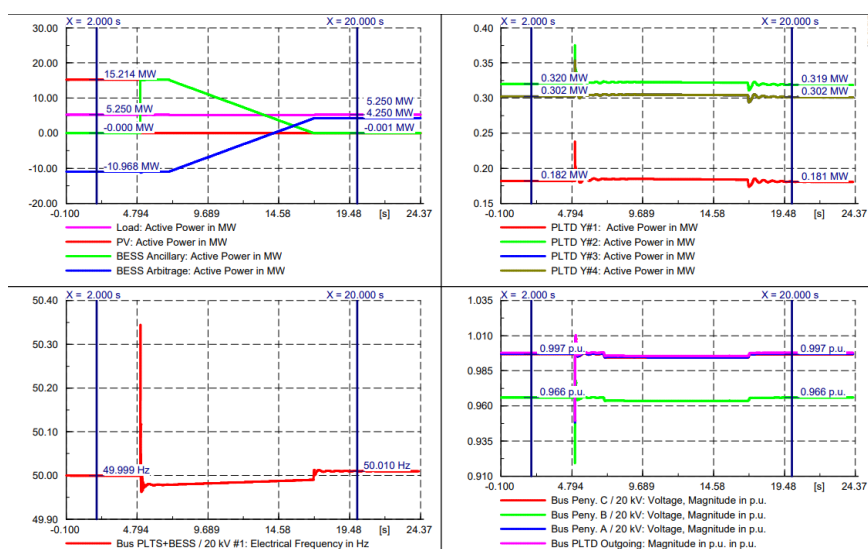 X = 2.000 s
X = 20.000 s
30.00
20.00
10.00
0.00
-10.00
-20.00
15.214 MW
5.250 MW
-0.000 MW
-10.968 MW
5.250 MW
4.250 MW
-0.001 MW
-0.100
4.794
9.689
14.58
19.48
[s]
24.37
Load: Active Power in MW
PV: Active Power in MW
BESS Ancillary: Active Power in MW
BESS Arbitrage: Active Power in MW
X = 2.000 s
X = 20.000 s
0.40
0.35
0.30
0.25
0.20
0.15
0.320 MW
0.302 MW
0.182 MW
0.319 MW
0.302 MW
0.181 MW
-0.100
4.794
9.689
14.58
19.48
[s]
24.37
PLTD Y#1: Active Power in MW
PLTD Y#2: Active Power in MW
PLTD Y#3: Active Power in MW
PLTD Y#4: Active Power in MW
X = 2.000 s
X = 20.000 s
50.40
50.30
50.20
50.10
50.00
49.90
49.999 Hz
50.010 Hz
-0.100
4.794
9.689
14.58
19.48
[s]
24.37
Bus PLTS+BESS / 20 kV #1: Electrical Frequency in Hz
X = 2.000 s
X = 20.000 s
1.035
1.010
0.985
0.960
0.935
0.910
0.997 p.u.
0.966 p.u.
0.997 p.u.
0.966 p.u.
-0.100
4.794
9.689
14.58
19.48
[s]
24.37
Bus Peny. C / 20 kV: Voltage, Magnitude in p.u.
Bus Peny. B / 20 kV: Voltage, Magnitude in p.u.
Bus Peny. A / 20 kV: Voltage, Magnitude in p.u.
Bus PLTD Outgoing: Magnitude in p.u. in p.u.